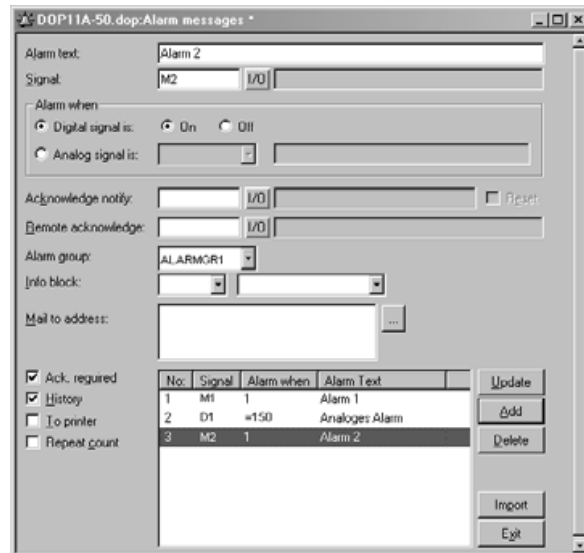 DOP11A-50.dop:Alarm messages *
Alarm text: Alarm 2
Signal: M2 I/O
Alarm when
Digital signal is: On Off
Analog signal is:
Acknowledge notify: I/O Reset
Remote acknowledge: I/O
Alarm group: ALARMGR1
Info block:
Mail to address: ...
Ack. required
History
To printer
Repeat count
No: Signal Alarm when Alarm Text
1 M1 1 Alarm 1
2 D1 =150 Analoges Alarm
3 M2 1 Alarm 2
Update
Add
Delete
Import
Exit